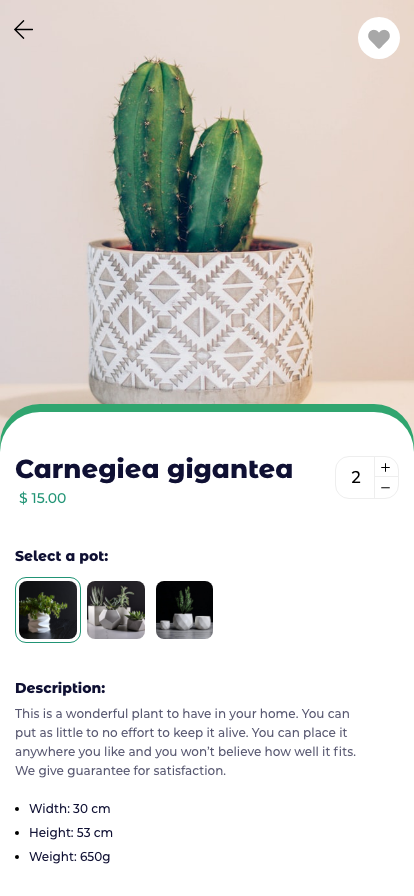 Carnegiea gigantea
$ 15.00
2
+
−
Select a pot:
Description:
This is a wonderful plant to have in your home. You can
put as little to no effort to keep it alive. You can place it
anywhere you like and you won’t believe how well it fits.
We give guarantee for satisfaction.
• Width: 30 cm
• Height: 53 cm
• Weight: 650g